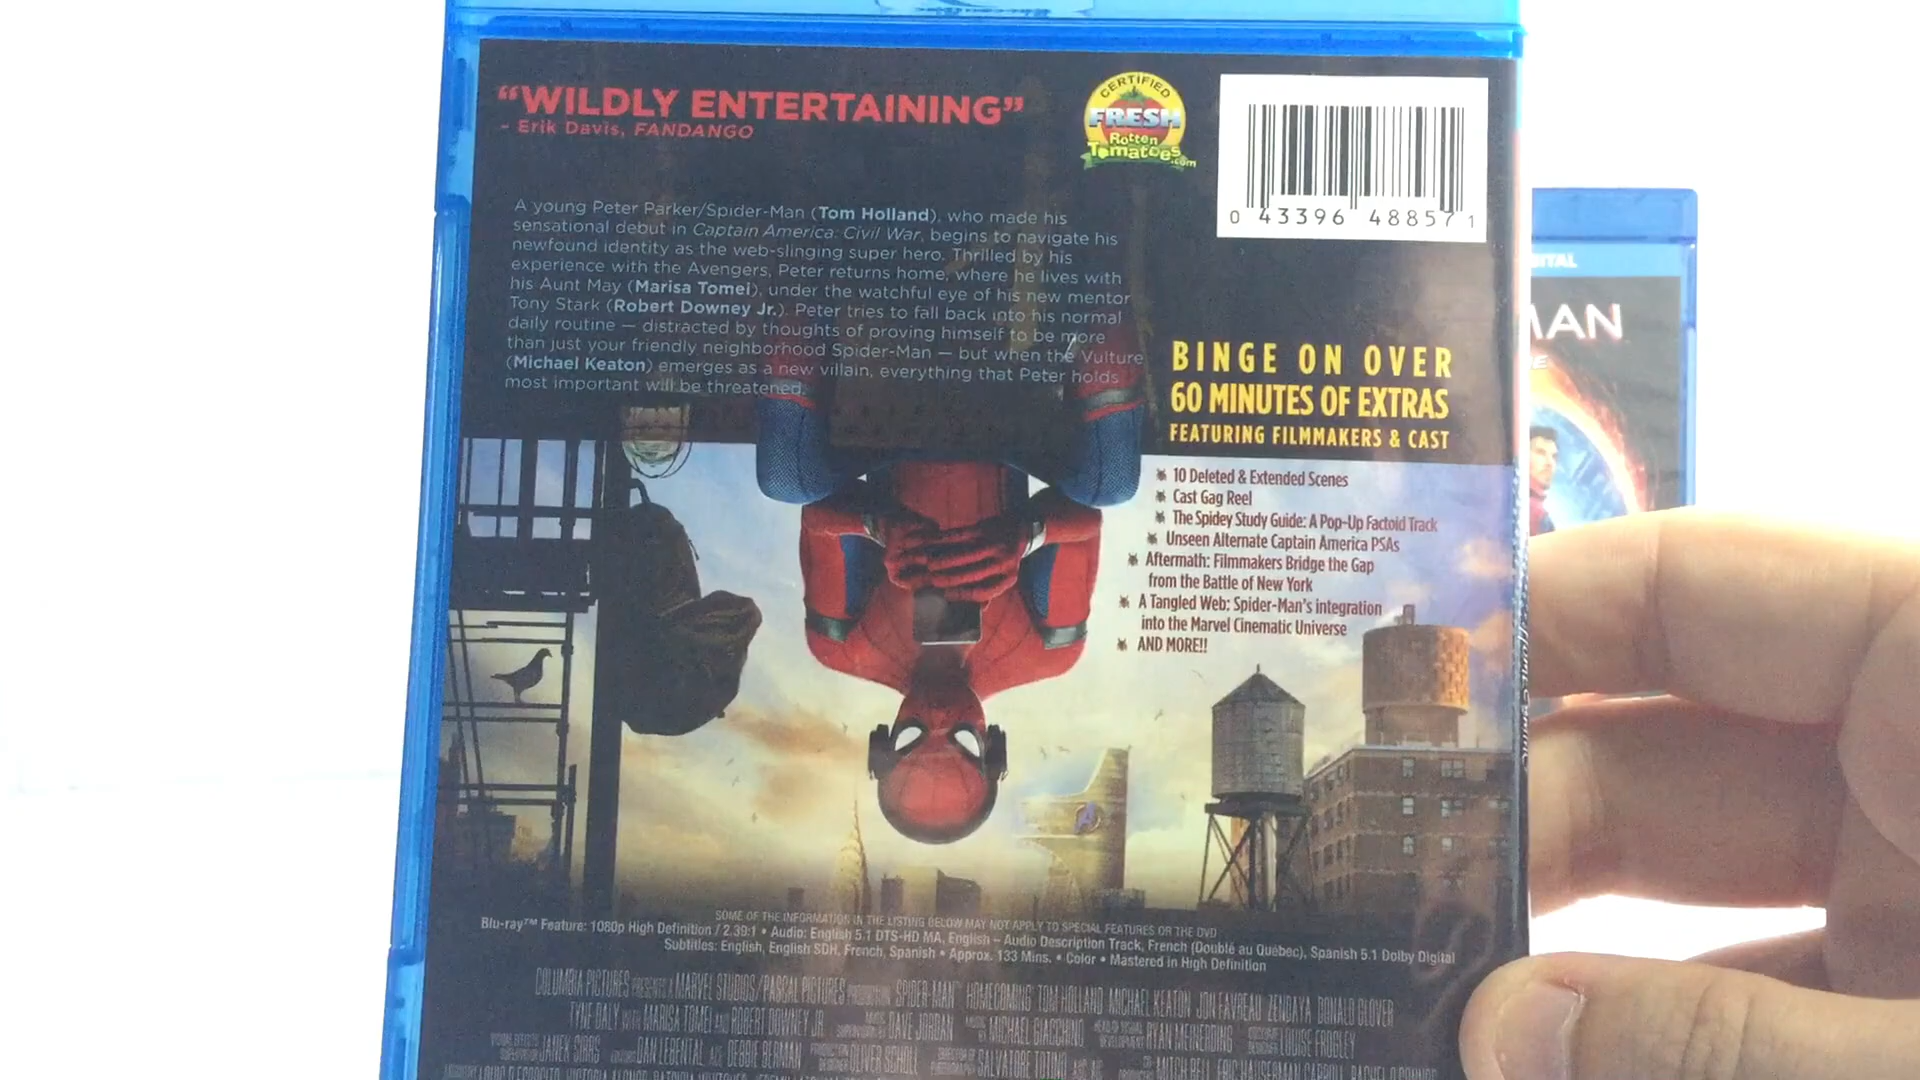 “WILDLY ENTERTAINING”
- Erik Davis, FANDANGO
CERTIFIED
FRESH
Rotten
Tomatoes.com
0 43396 48857 1
A young Peter Parker/Spider-Man (Tom Holland), who made his
sensational debut in Captain America: Civil War, begins to navigate his
newfound identity as the web-slinging super hero. Thrilled by his
experience with the Avengers, Peter returns home, where he lives with
his Aunt May (Marisa Tomei), under the watchful eye of his new mentor
Tony Stark (Robert Downey Jr.). Peter tries to fall back into his normal
daily routine — distracted by thoughts of proving himself to be more
than just your friendly neighborhood Spider-Man — but when the Vulture
(Michael Keaton) emerges as a new villain, everything that Peter holds
most important will be threatened.
BINGE ON OVER
60 MINUTES OF EXTRAS
FEATURING FILMMAKERS & CAST
10 Deleted & Extended Scenes
Cast Gag Reel
The Spidey Study Guide: A Pop-Up Factoid Track
Unseen Alternate Captain America PSAs
Aftermath: Filmmakers Bridge the Gap
from the Battle of New York
A Tangled Web: Spider-Man's integration
into the Marvel Cinematic Universe
AND MORE!!
SOME OF THE INFORMATION IN THE LISTING BELOW MAY NOT APPLY TO SPECIAL FEATURES OR THE DVD
Blu-ray™ Feature: 1080p High Definition / 2.39:1 • Audio: English 5.1 DTS-HD MA, English – Audio Description Track, French (Doublé au Québec), Spanish 5.1 Dolby Digital
Subtitles: English, English SDH, French, Spanish • Approx. 133 Mins. • Color • Mastered in High Definition
COLUMBIA PICTURES PRESENTS A MARVEL STUDIOS/PASCAL PICTURES PRODUCTION SPIDER-MAN™ HOMECOMING TOM HOLLAND MICHAEL KEATON JON FAVREAU ZENDAYA DONALD GLOVER
TYNE DALY WITH MARISA TOMEI AND ROBERT DOWNEY JR. DAVE JORDAN MICHAEL GIACCHINO RYAN MEINERDING LOUISE FROGLEY
JANEK SIRRS DAN LEBENTAL, ACE DEBBIE BERMAN OLIVER SCHOLL SALVATORE TOTINO
MITCH BELL ERIC HAUSERMAN CARROLL
MAN